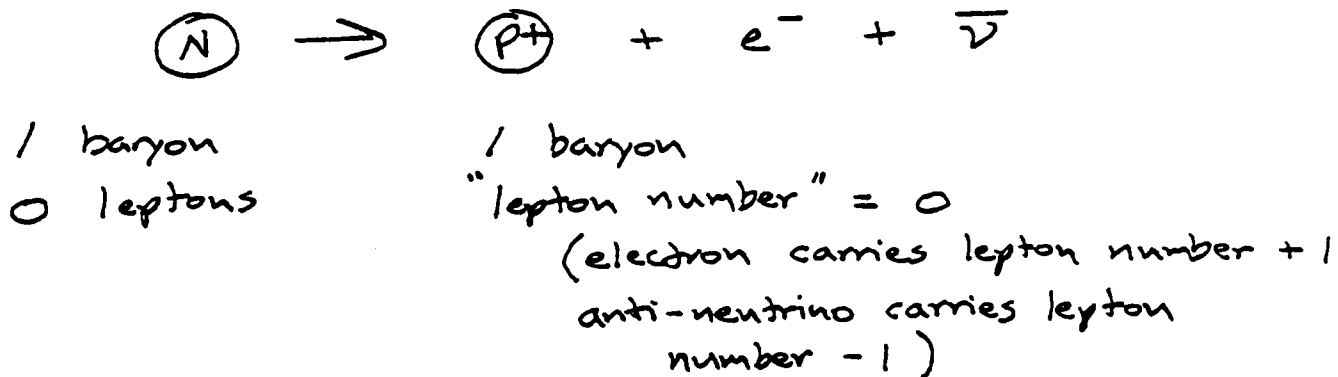 N → P+ + e⁻ + ν̅
1 baryon 1 baryon
0 leptons "lepton number" = 0
(electron carries lepton number +1
anti-neutrino carries lepton
number -1)